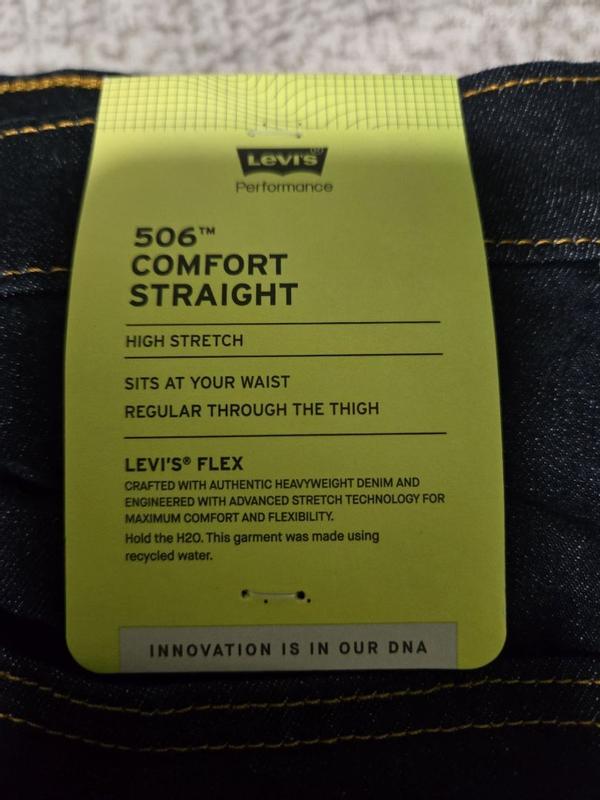 Levi's
Performance
506™
COMFORT
STRAIGHT
HIGH STRETCH
SITS AT YOUR WAIST
REGULAR THROUGH THE THIGH
LEVI'S® FLEX
CRAFTED WITH AUTHENTIC HEAVYWEIGHT DENIM AND
ENGINEERED WITH ADVANCED STRETCH TECHNOLOGY FOR
MAXIMUM COMFORT AND FLEXIBILITY.
Hold the H2O. This garment was made using
recycled water.
INNOVATION IS IN OUR DNA